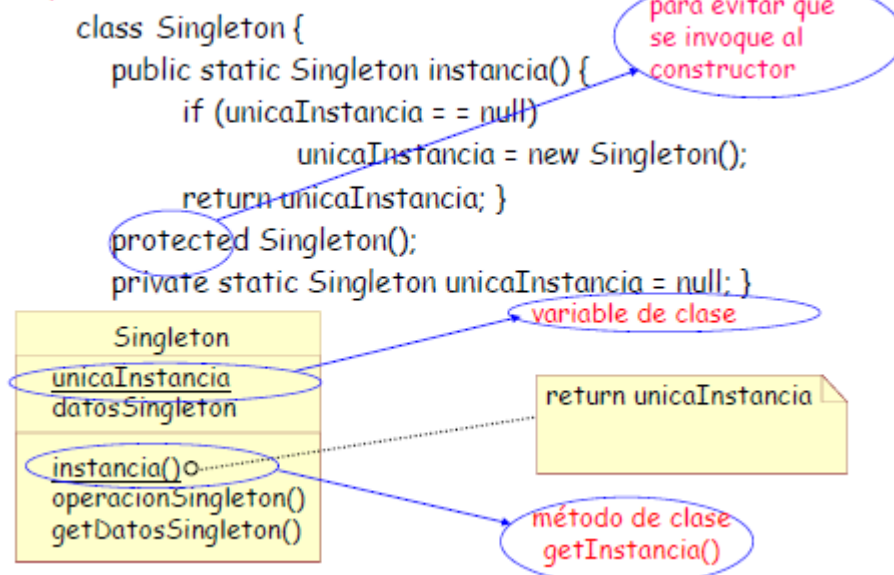 para evitar que
se invoque al
constructor
class Singleton {
public static Singleton instancia() {
if (unicaInstancia = = null)
unicaInstancia = new Singleton();
return unicaInstancia; }
protected Singleton();
private static Singleton unicaInstancia = null; }
variable de clase
Singleton
unicaInstancia
datosSingleton
instancia()
operacionSingleton()
getDatosSingleton()
return unicaInstancia
método de clase
getInstancia()